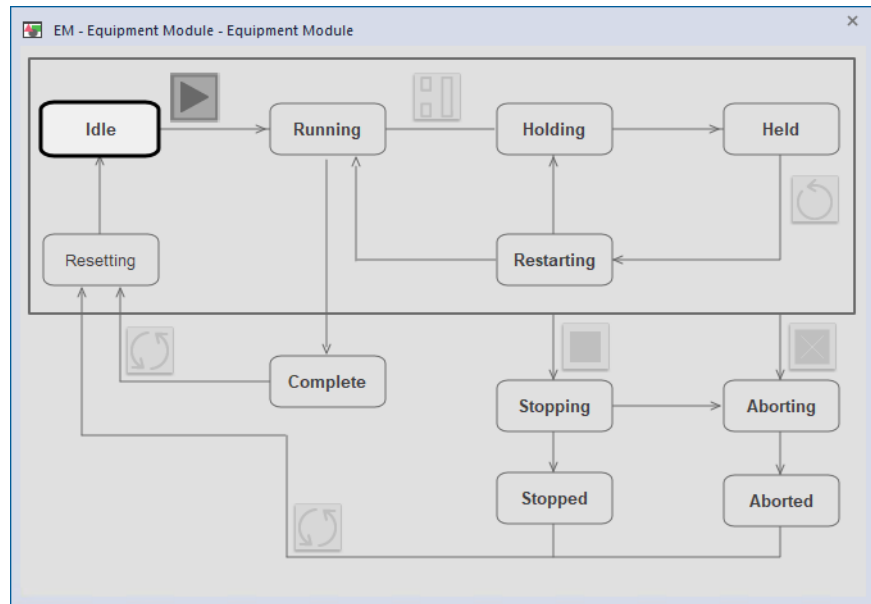 EM - Equipment Module - Equipment Module
Idle
Running
Holding
Held
Resetting
Restarting
Complete
Stopping
Aborting
Stopped
Aborted